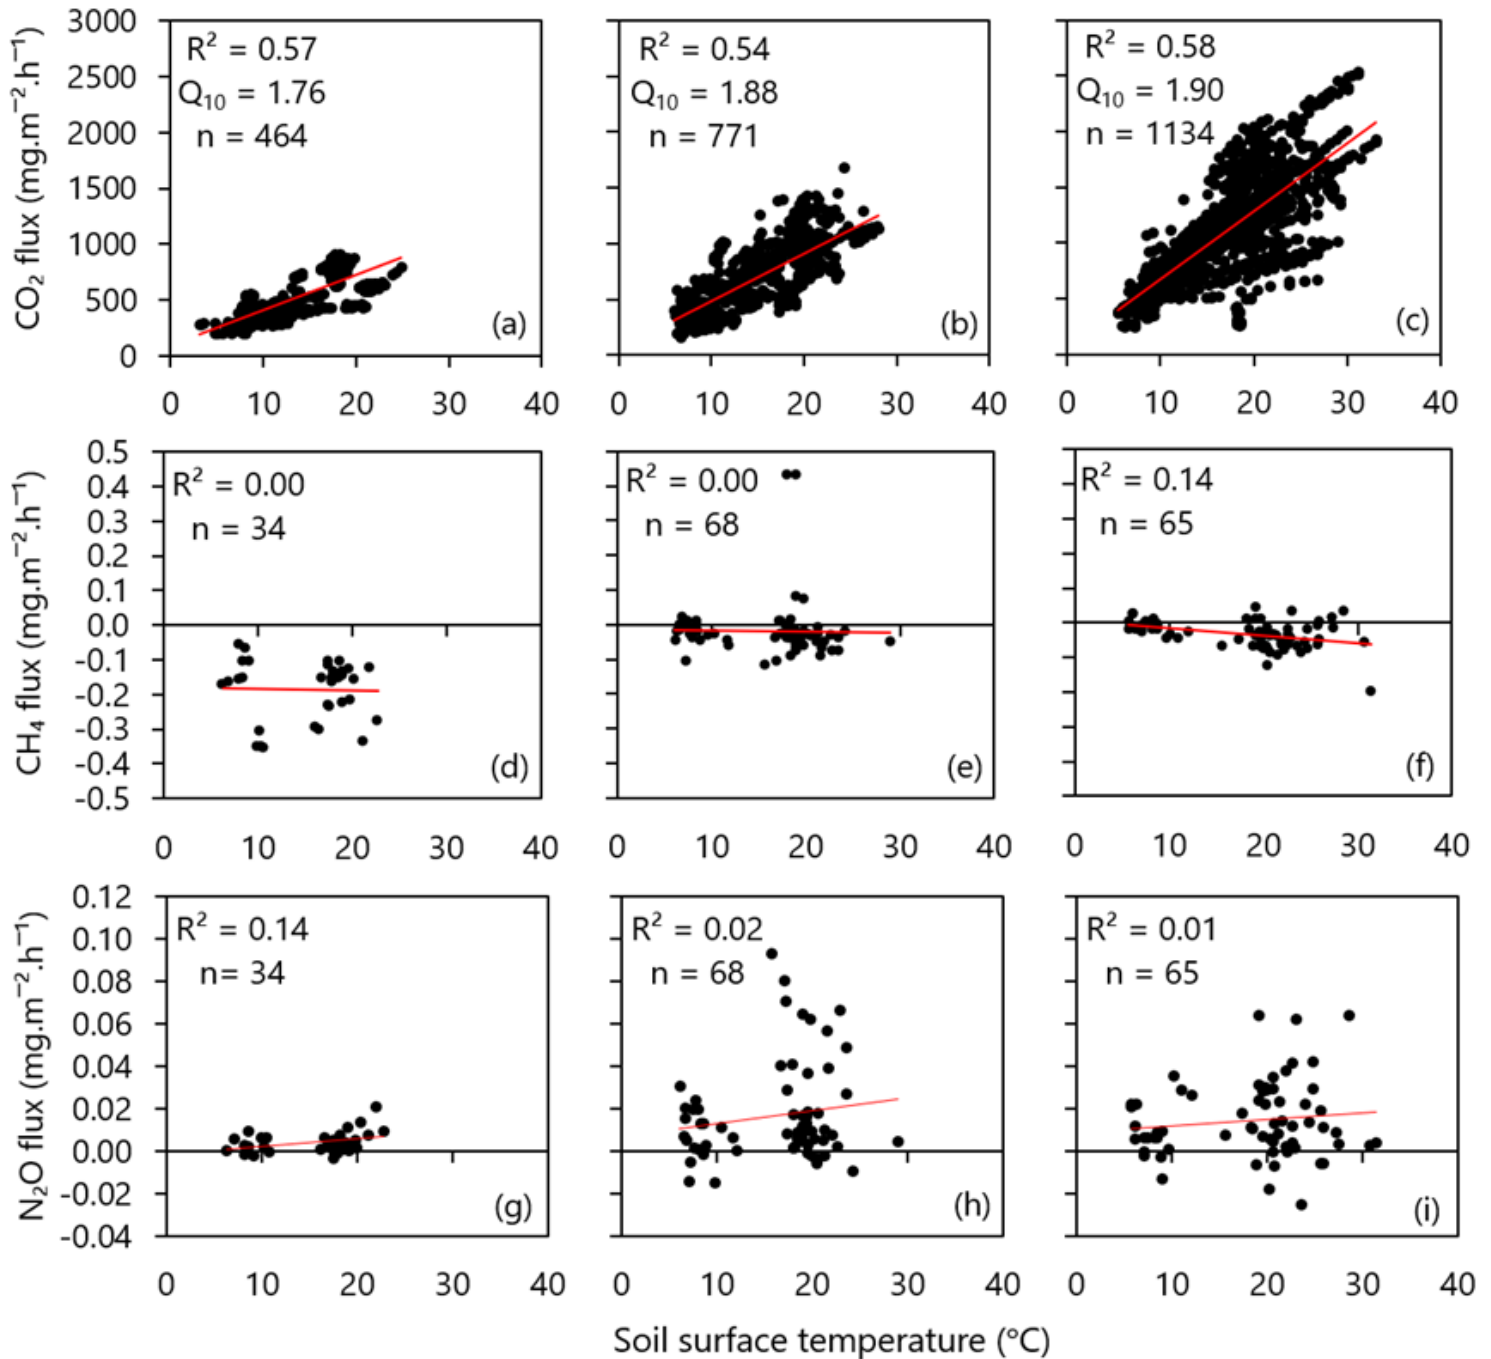 CO₂ flux (mg.m⁻².h⁻¹)
3000
2500
2000
1500
1000
500
0
R² = 0.57
Q₁₀ = 1.76
n = 464
(a)
0 10 20 30 40
R² = 0.54
Q₁₀ = 1.88
n = 771
(b)
0 10 20 30 40
R² = 0.58
Q₁₀ = 1.90
n = 1134
(c)
0 10 20 30 40
CH₄ flux (mg.m⁻².h⁻¹)
0.5
0.4
0.3
0.2
0.1
0.0
-0.1
-0.2
-0.3
-0.4
-0.5
R² = 0.00
n = 34
(d)
0 10 20 30 40
R² = 0.00
n = 68
(e)
0 10 20 30 40
R² = 0.14
n = 65
(f)
0 10 20 30 40
N₂O flux (mg.m⁻².h⁻¹)
0.12
0.10
0.08
0.06
0.04
0.02
0.00
-0.02
-0.04
R² = 0.14
n= 34
(g)
0 10 20 30 40
R² = 0.02
n = 68
(h)
0 10 20 30 40
R² = 0.01
n = 65
(i)
0 10 20 30 40
Soil surface temperature (°C)